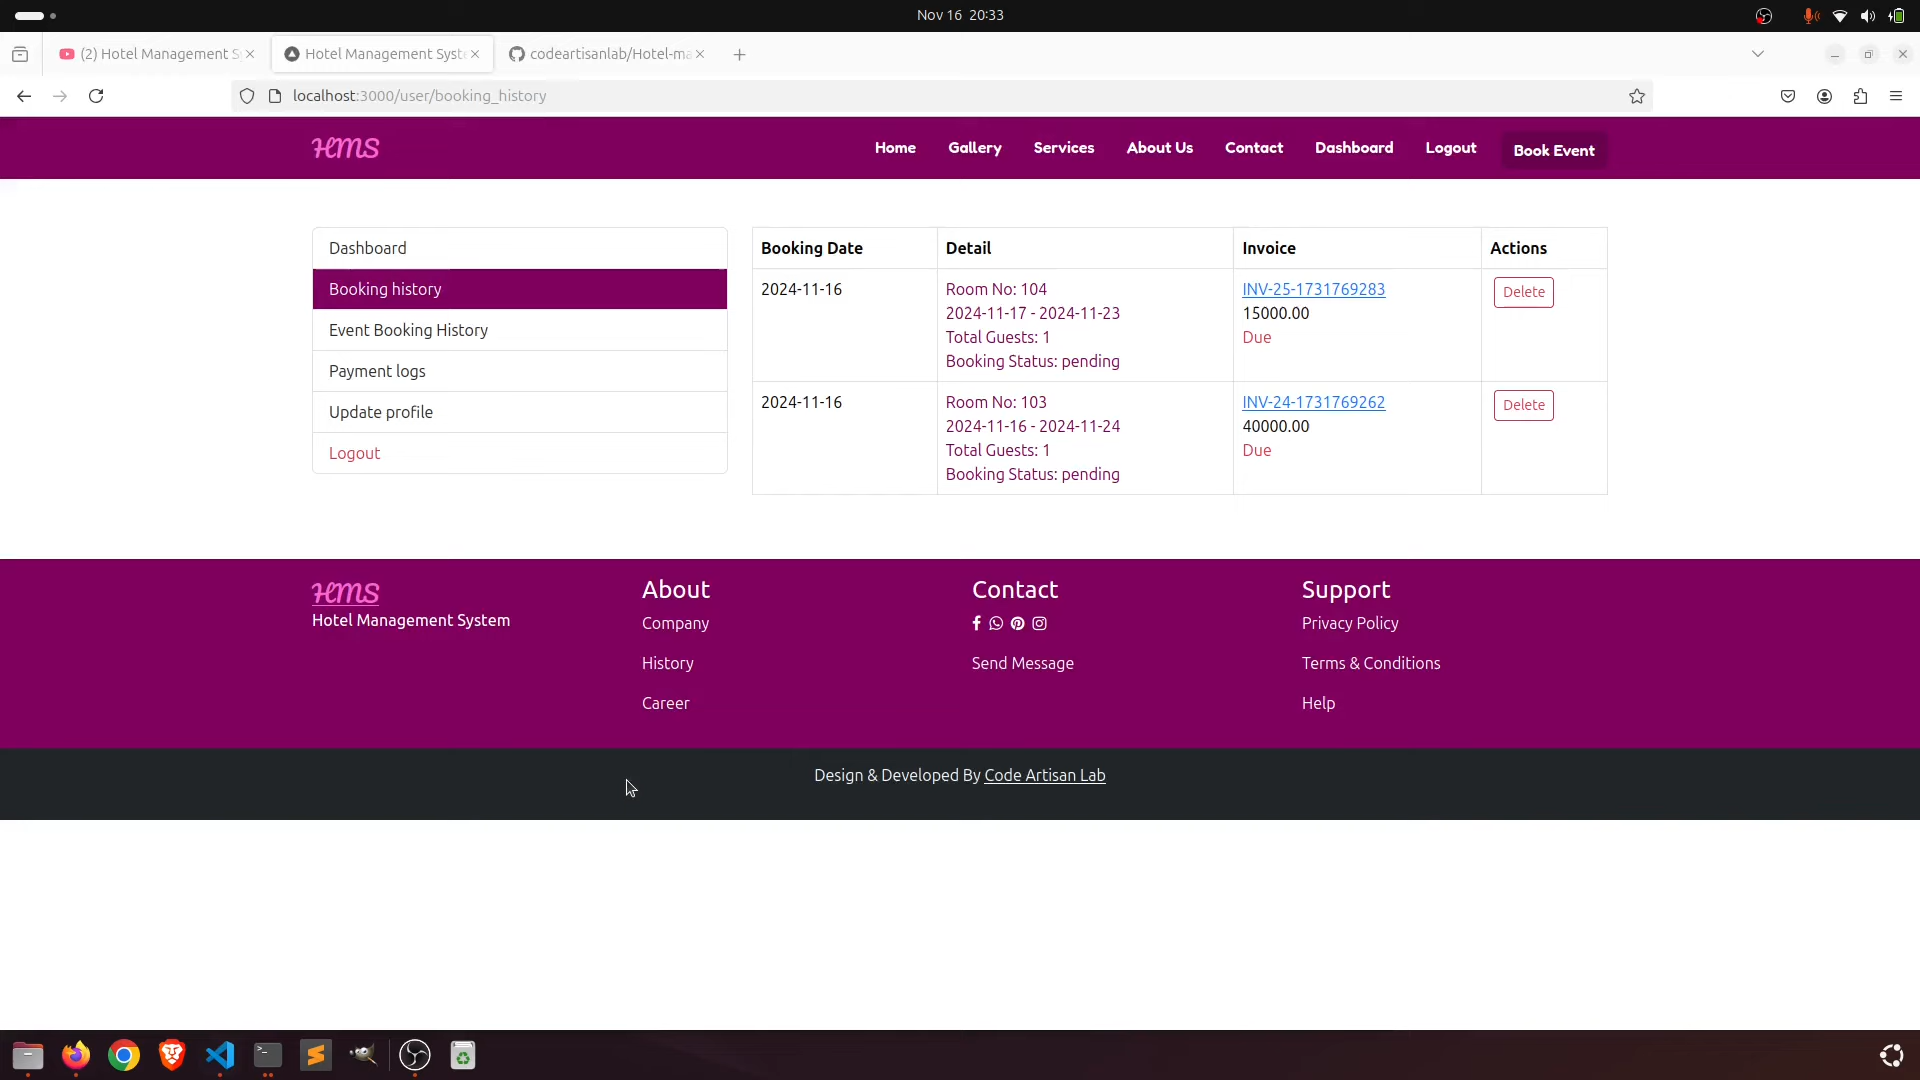 Nov 16 20:33
(2) Hotel Management S
Hotel Management Syste
codeartisanlab/Hotel-ma
localhost:3000/user/booking_history
HMS
Home
Gallery
Services
About Us
Contact
Dashboard
Logout
Book Event
Dashboard
Booking history
Event Booking History
Payment logs
Update profile
Logout
Booking Date
Detail
Invoice
Actions
2024-11-16
Room No: 104
2024-11-17 - 2024-11-23
Total Guests: 1
Booking Status: pending
INV-25-1731769283
15000.00
Due
Delete
2024-11-16
Room No: 103
2024-11-16 - 2024-11-24
Total Guests: 1
Booking Status: pending
INV-24-1731769262
40000.00
Due
Delete
HMS
Hotel Management System
About
Company
History
Career
Contact
Send Message
Support
Privacy Policy
Terms & Conditions
Help
Design & Developed By Code Artisan Lab